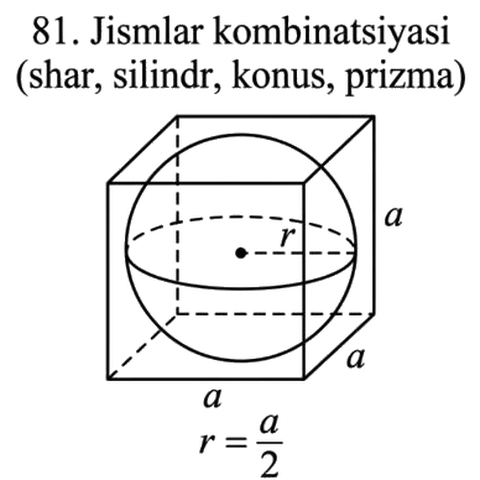 81. Jismlar kombinatsiyasi
(shar, silindr, konus, prizma)
a
r
a
a
r = a/2